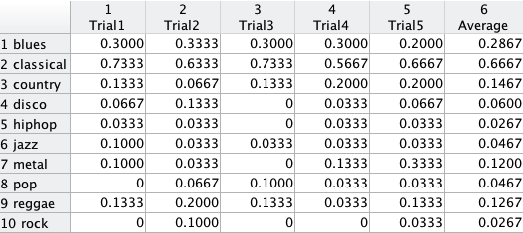 1 2 3 4 5 6
Trial1 Trial2 Trial3 Trial4 Trial5 Average
1 blues 0.3000 0.3333 0.3000 0.3000 0.2000 0.2867
2 classical 0.7333 0.6333 0.7333 0.5667 0.6667 0.6667
3 country 0.1333 0.0667 0.1333 0.2000 0.2000 0.1467
4 disco 0.0667 0.1333 0 0.0333 0.0667 0.0600
5 hiphop 0.0333 0.0333 0 0.0333 0.0333 0.0267
6 jazz 0.1000 0.0333 0.0333 0.0333 0.0333 0.0467
7 metal 0.1000 0.0333 0 0.1333 0.3333 0.1200
8 pop 0 0.0667 0.1000 0.0333 0.0333 0.0467
9 reggae 0.1333 0.2000 0.1333 0.0333 0.1333 0.1267
10 rock 0 0.1000 0 0 0.0333 0.0267